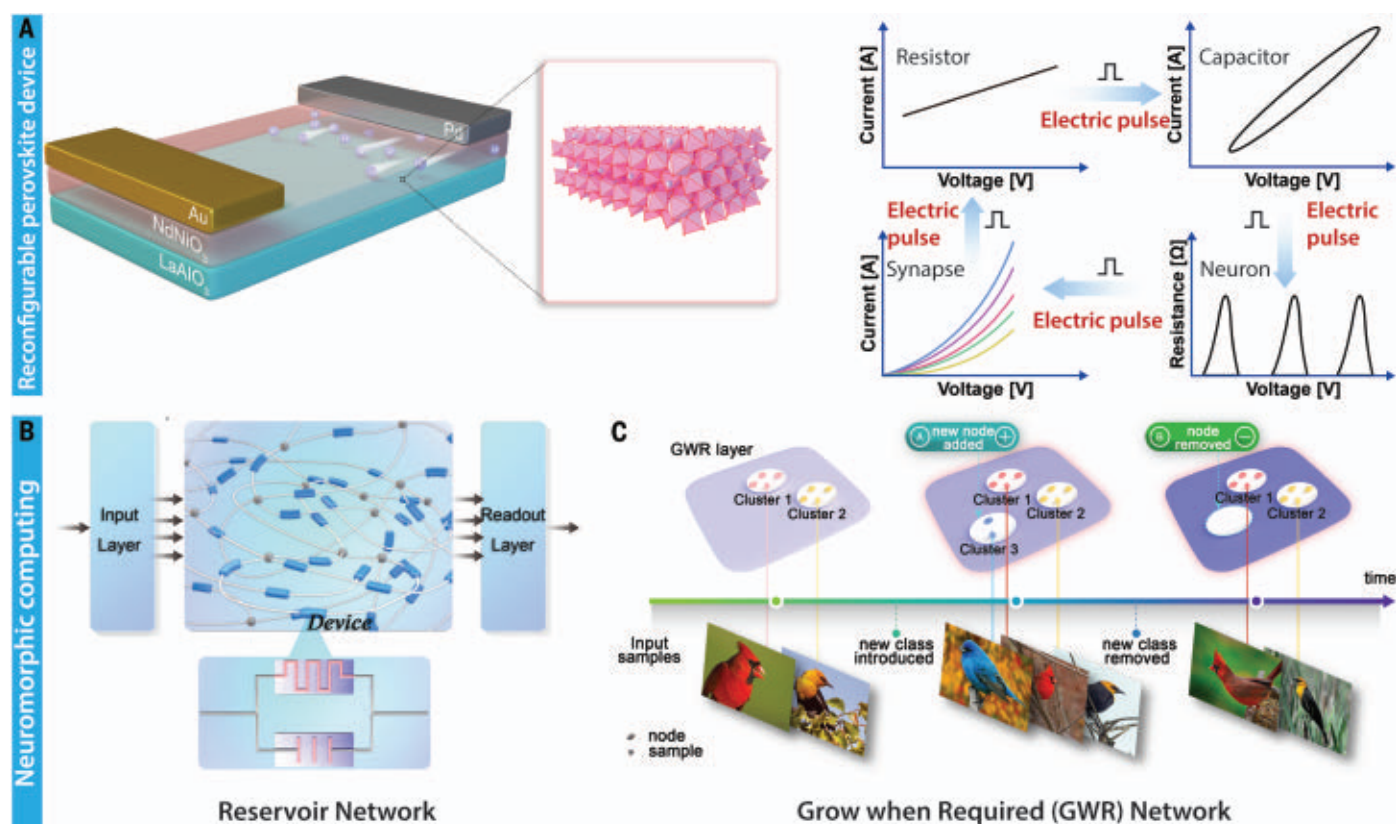 A
Reconfigurable perovskite device
Pd
Au
NdNiO₃
LaAlO₃
Current [A]
Resistor
Voltage [V]
Electric pulse
Current [A]
Capacitor
Voltage [V]
Electric
pulse
Electric
pulse
Current [A]
Synapse
Voltage [V]
Electric pulse
Resistance [Ω]
Neuron
Voltage [V]
B
Neuromorphic computing
Input
Layer
Readout
Layer
Device
Reservoir Network
C
GWR layer
Cluster 1
Cluster 2
A new node
added +
Cluster 1
Cluster 2
Cluster 3
B node
removed −
Cluster 1
Cluster 2
time
Input
samples
new class
introduced
new class
removed
node
sample
Grow when Required (GWR) Network